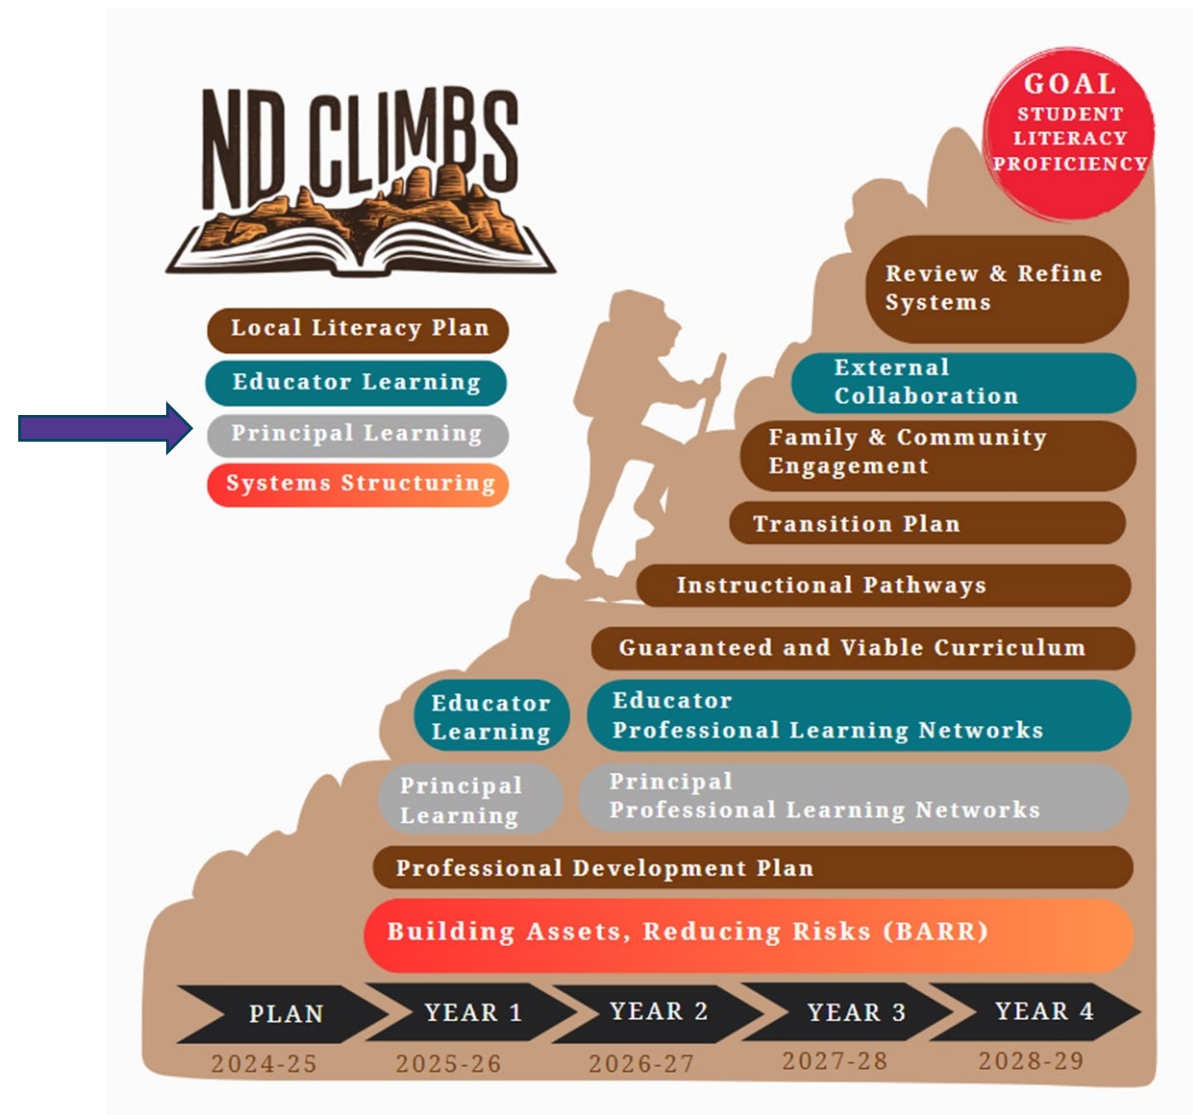 ND CLIMBS
GOAL
STUDENT
LITERACY
PROFICIENCY
Local Literacy Plan
Educator Learning
Principal Learning
Systems Structuring
Review & Refine
Systems
External
Collaboration
Family & Community
Engagement
Transition Plan
Instructional Pathways
Guaranteed and Viable Curriculum
Educator
Learning
Educator
Professional Learning Networks
Principal
Learning
Principal
Professional Learning Networks
Professional Development Plan
Building Assets, Reducing Risks (BARR)
PLAN
YEAR 1
YEAR 2
YEAR 3
YEAR 4
2024-25
2025-26
2026-27
2027-28
2028-29